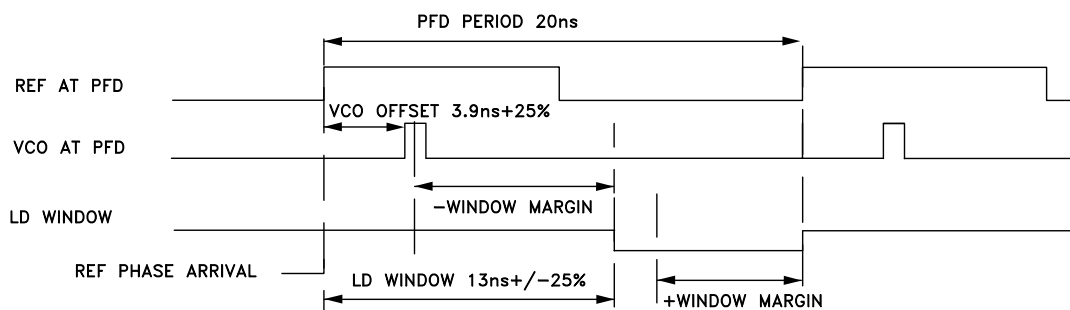 PFD PERIOD 20ns
REF AT PFD
VCO OFFSET 3.9ns+25%
VCO AT PFD
-WINDOW MARGIN
LD WINDOW
REF PHASE ARRIVAL
LD WINDOW 13ns+/-25%
+WINDOW MARGIN